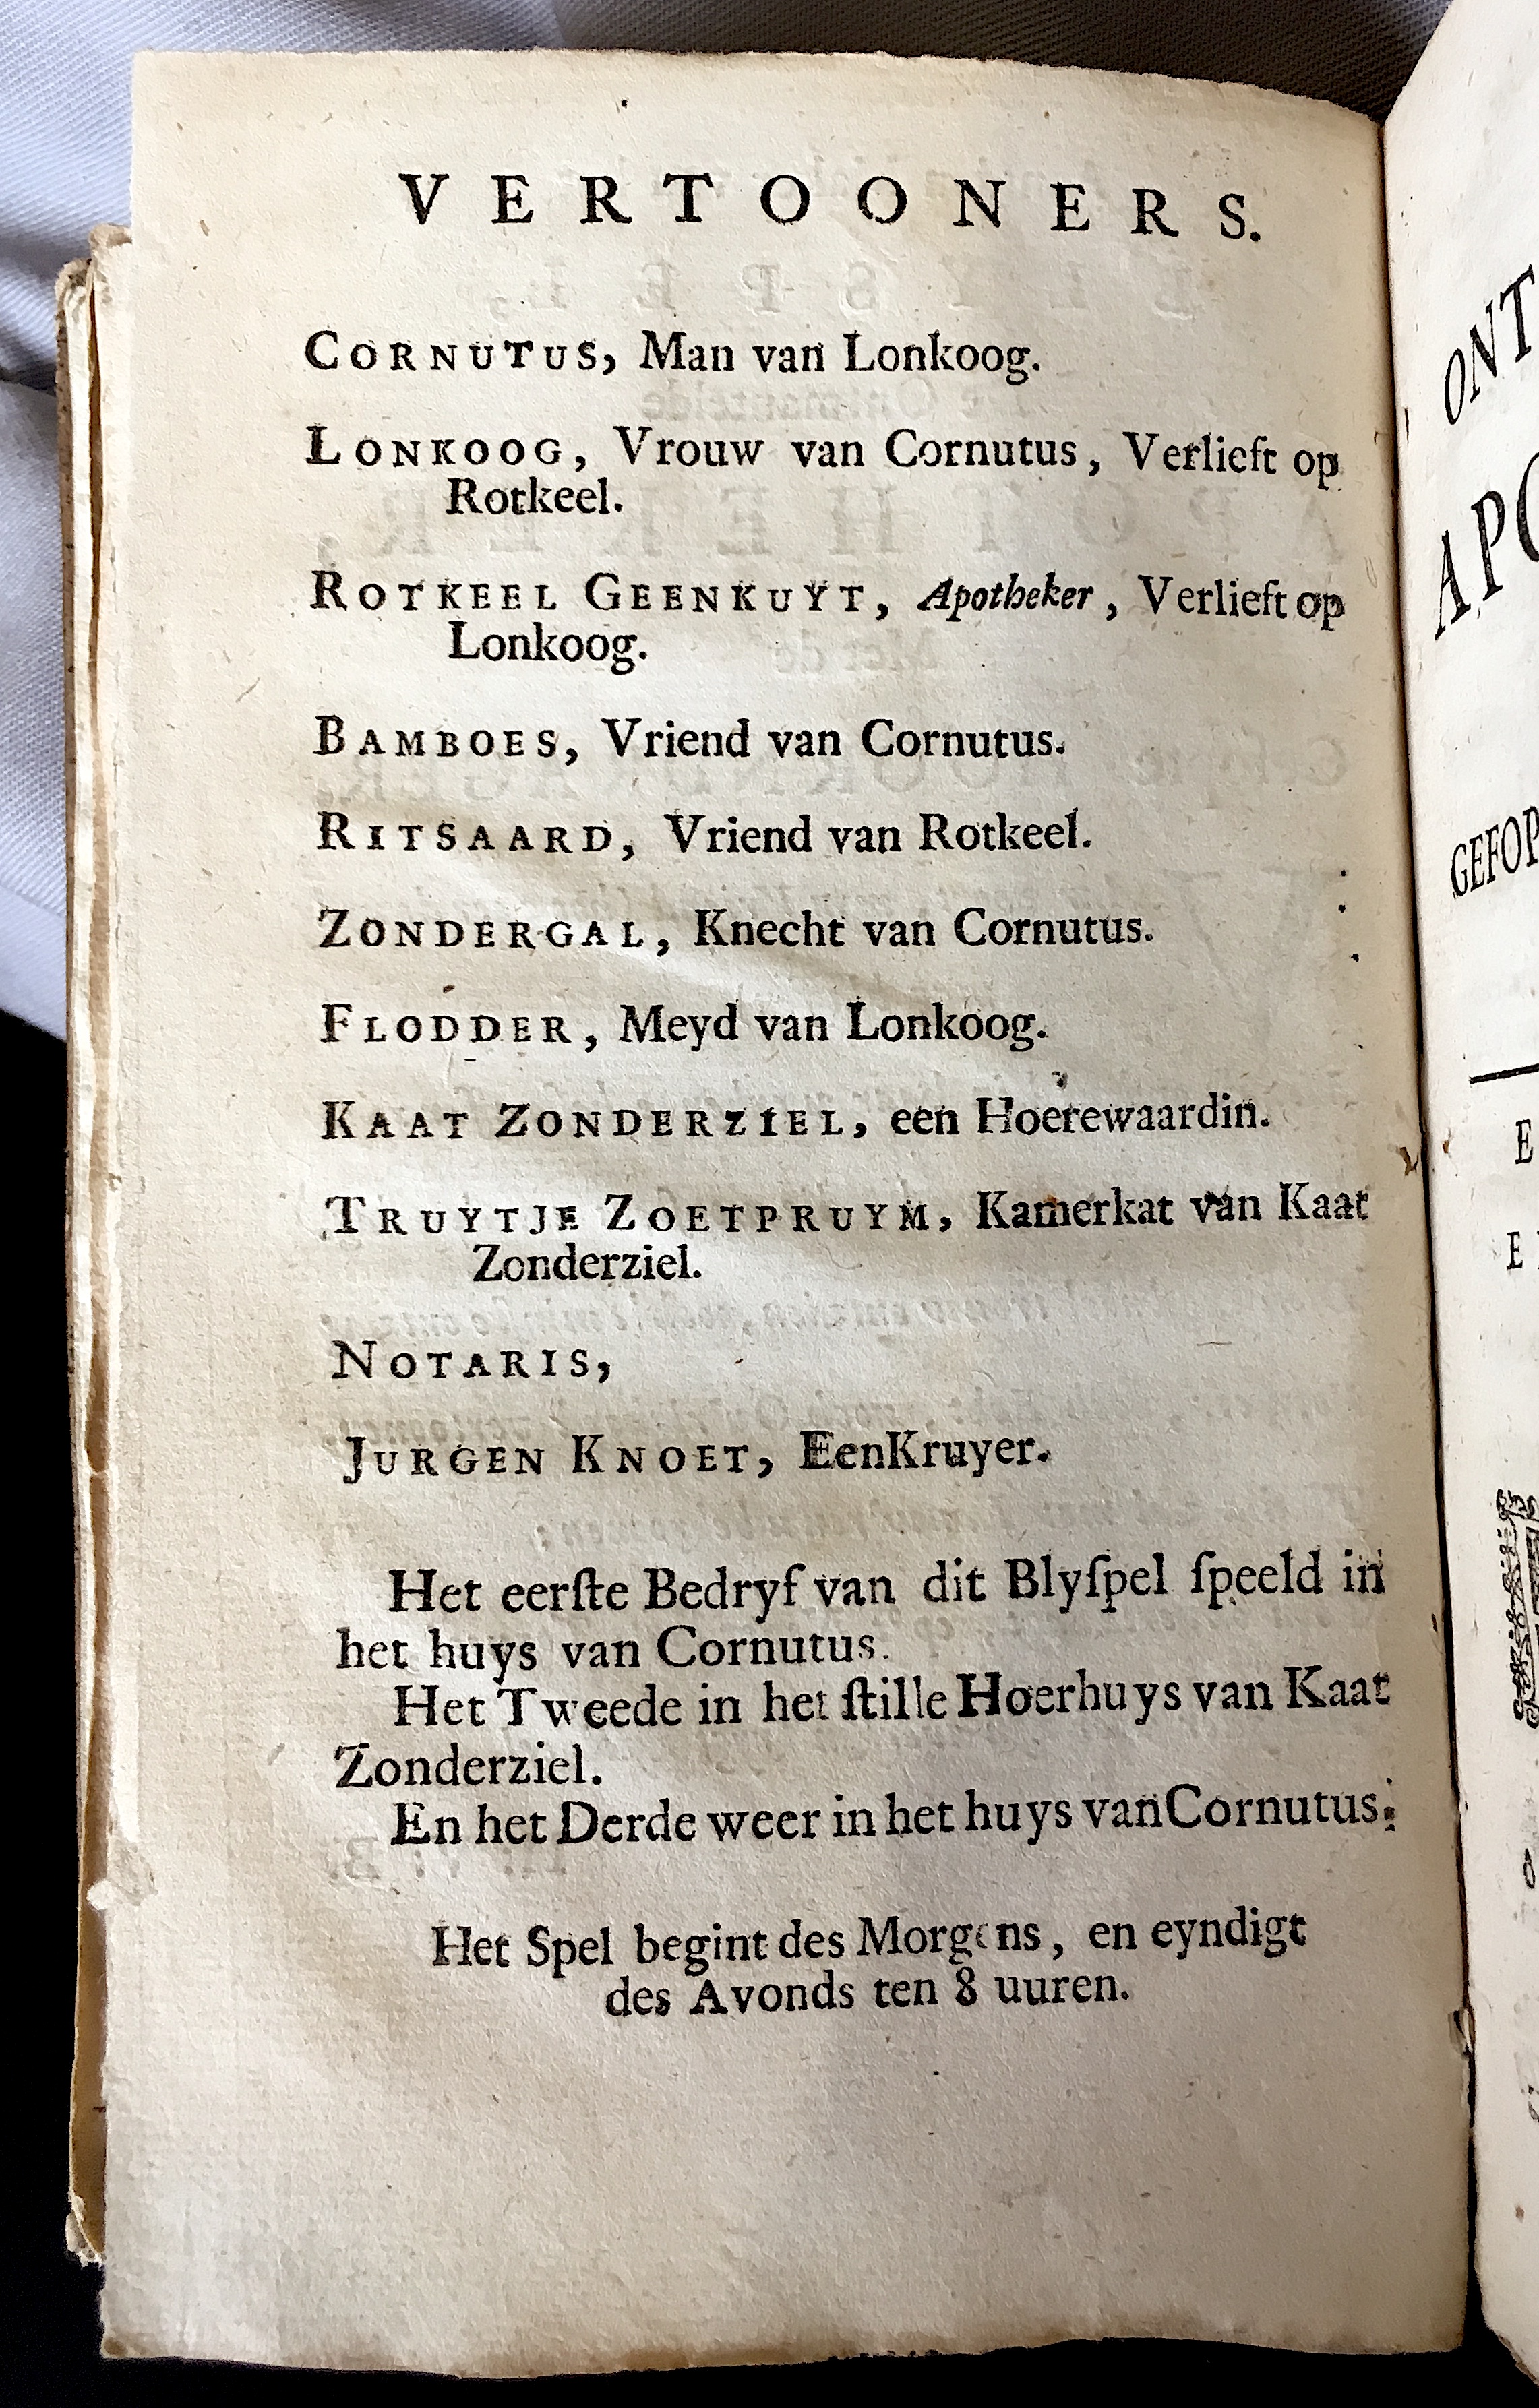 VERTOONERS.
CORNUTUS, Man van Lonkoog.
LONKOOG, Vrouw van Cornutus, Verlieft op
Rotkeel.
ROTKEEL GEENKUYT, Apotheker, Verlieft op
Lonkoog.
BAMBOES, Vriend van Cornutus.
RITSAARD, Vriend van Rotkeel.
ZONDERGAL, Knecht van Cornutus.
FLODDER, Meyd van Lonkoog.
KAAT ZONDERZIEL, een Hoerewaardin.
TRUYTJE ZOETPRUYM, Kamerkat van Kaat
Zonderziel.
NOTARIS,
JURGEN KNOET, EenKruyer.
Het eerſte Bedryf van dit Blyſpel ſpeeld in
het huys van Cornutus.
Het Tweede in het ſtille Hoerhuys van Kaat
Zonderziel.
En het Derde weer in het huys vanCornutus.
Het Spel begint des Morgens, en eyndigt
des Avonds ten 8 uuren.
ONT
APO
GEFOP
E
E